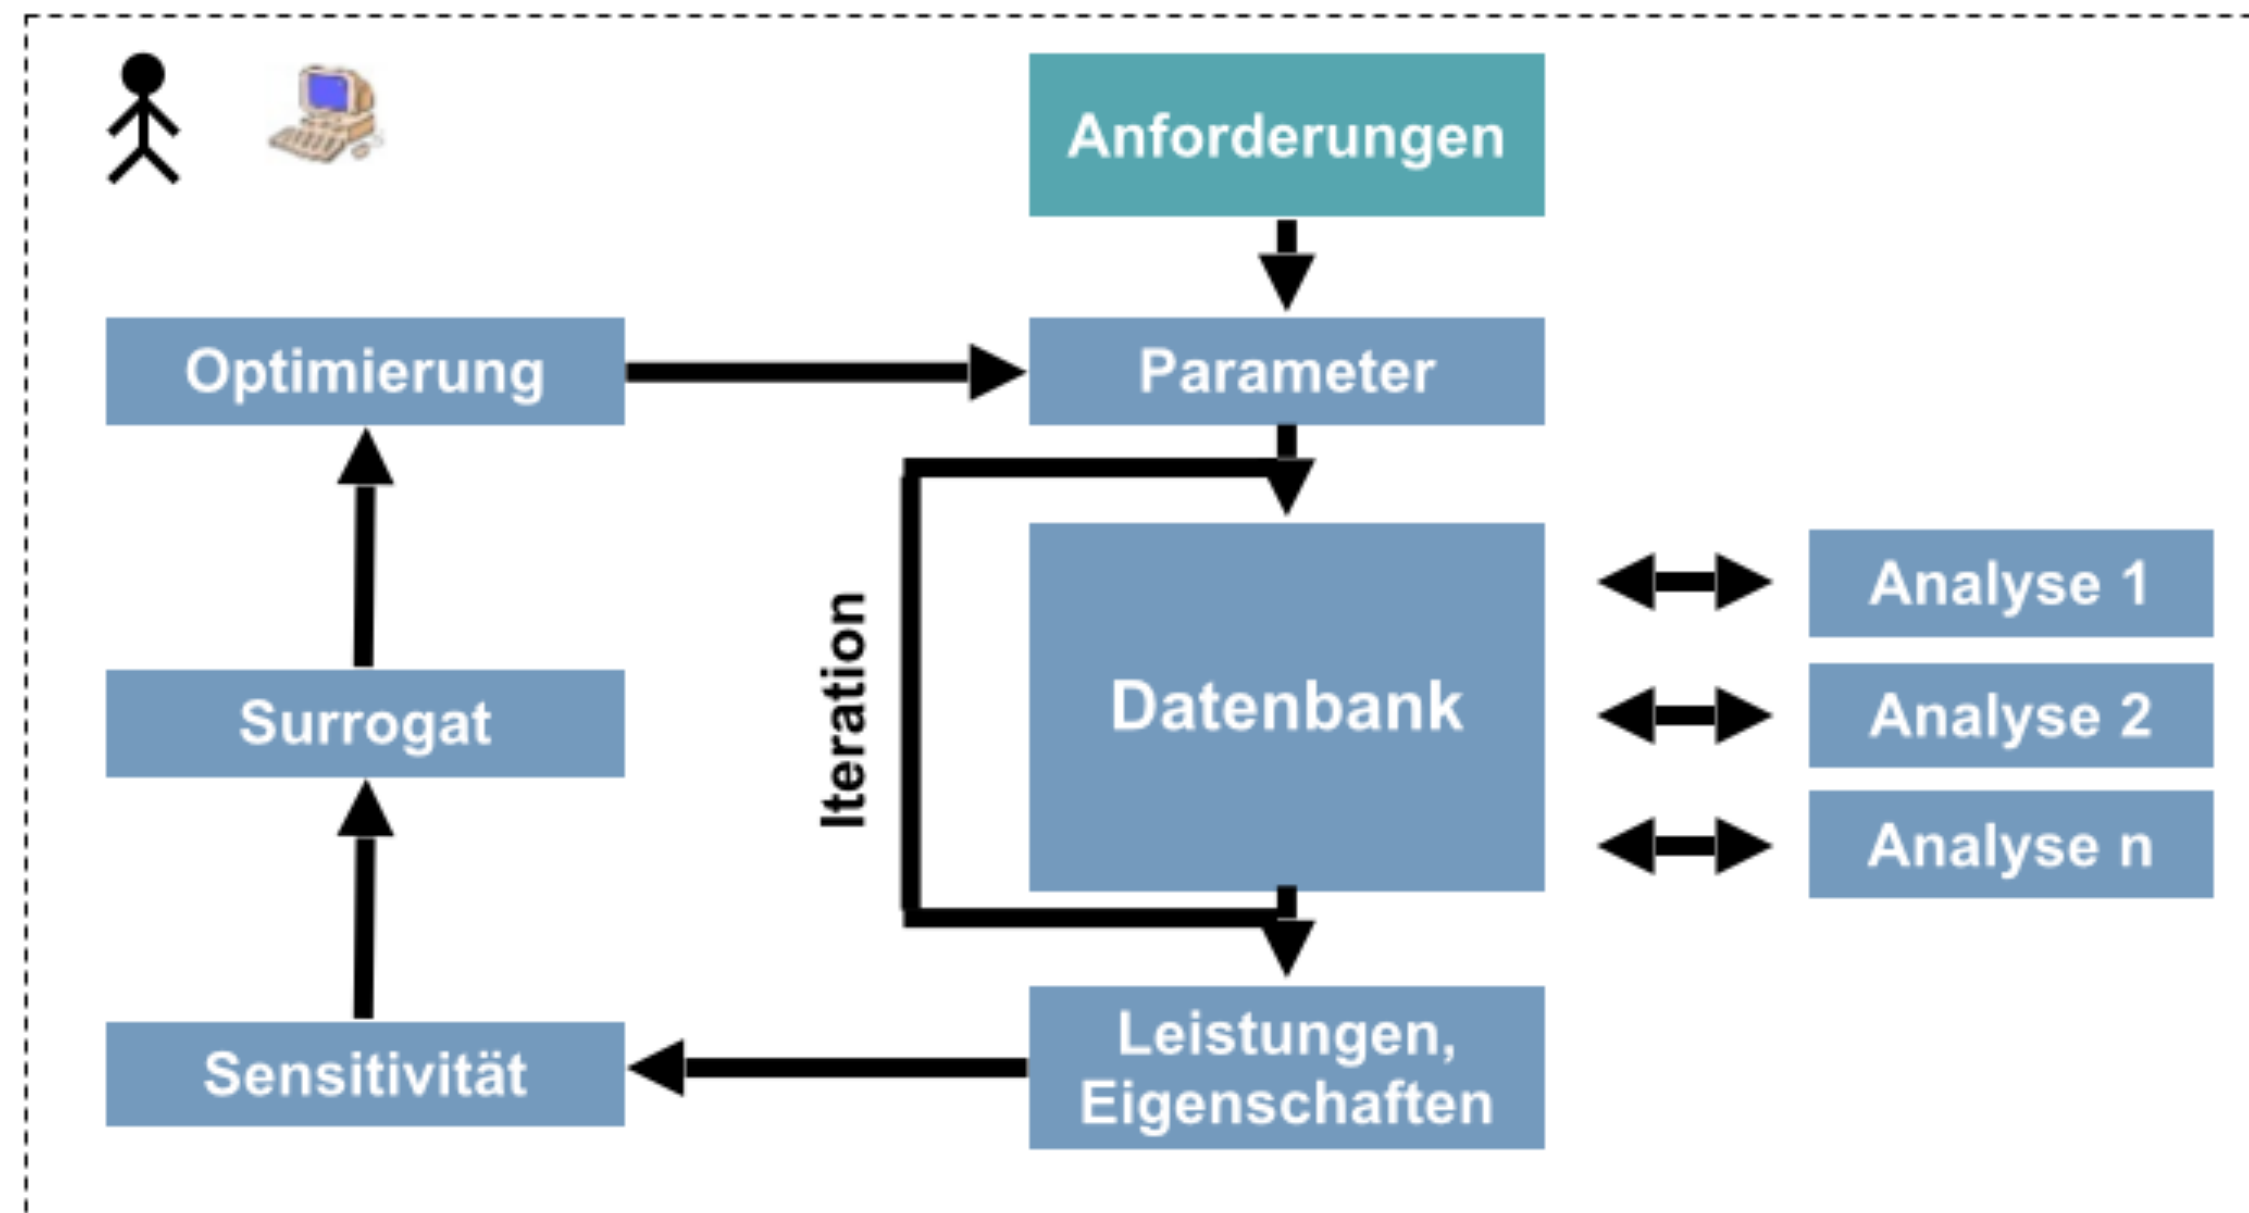 Anforderungen
Optimierung
Parameter
Iteration
Datenbank
Analyse 1
Analyse 2
Analyse n
Surrogat
Sensitivität
Leistungen,
Eigenschaften